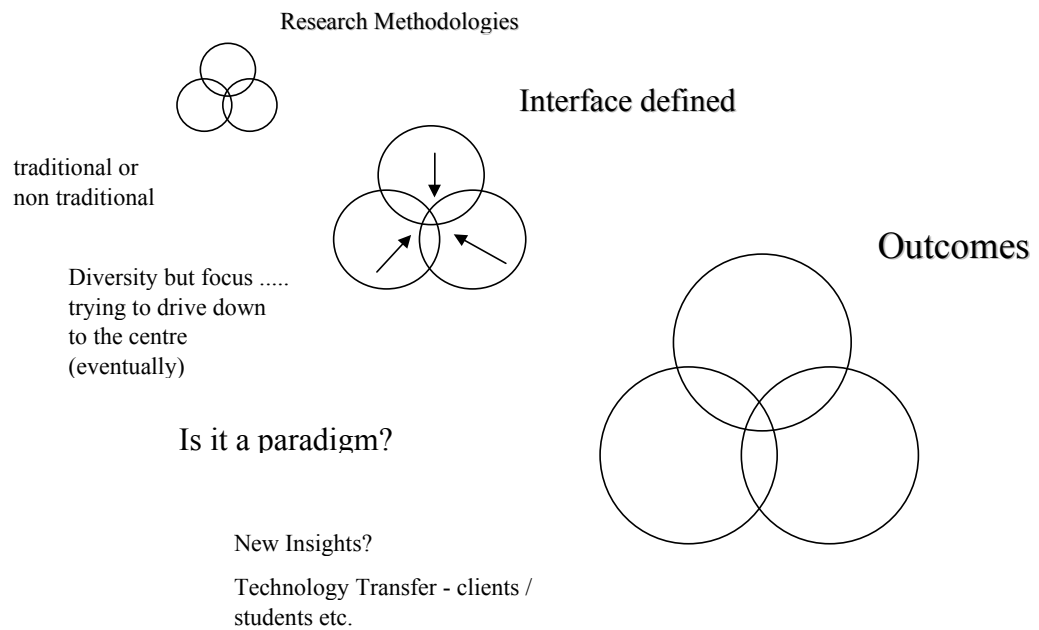 Research Methodologies
Interface defined
traditional or
non traditional
Outcomes
Diversity but focus .....
trying to drive down
to the centre
(eventually)
Is it a paradigm?
New Insights?
Technology Transfer - clients /
students etc.